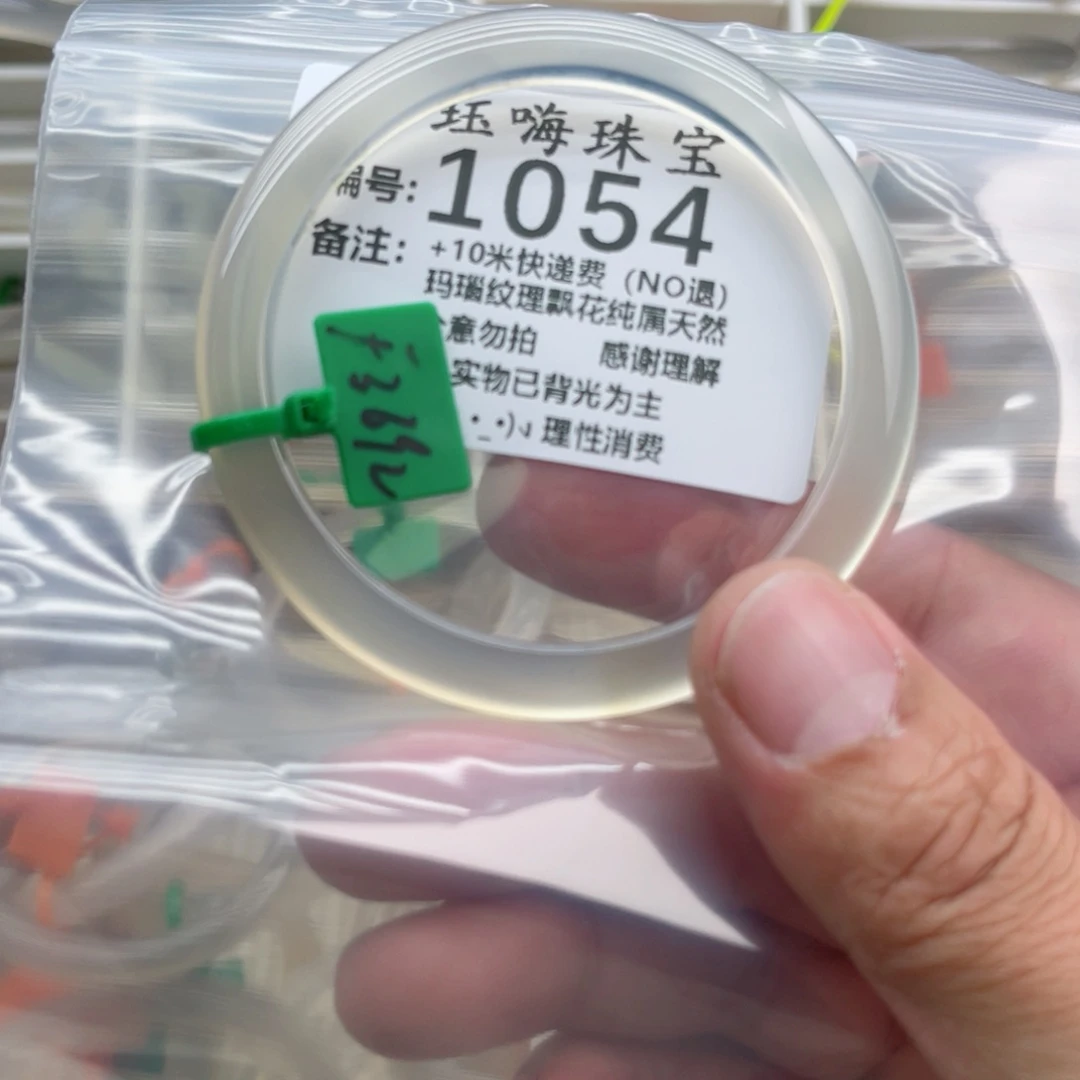 珏嗨珠宝
编号:1054
备注: +10米快递费 (NO退)
玛瑙纹理飘花纯属天然
意勿拍 感谢理解
实物已背光为主
理性消费